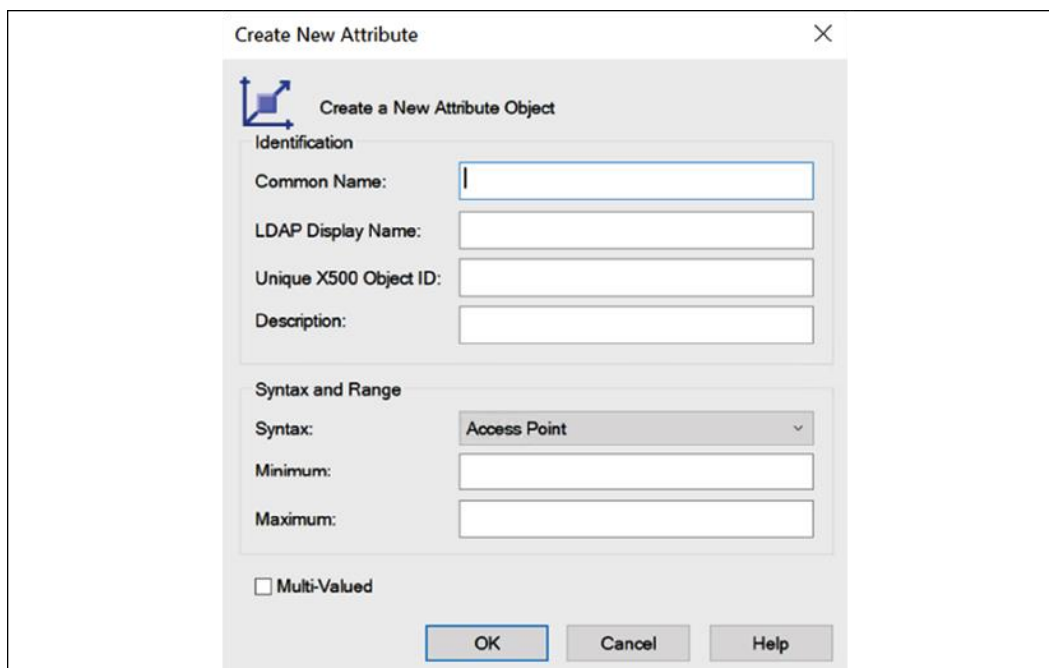 Create New Attribute
Create a New Attribute Object
Identification
Common Name:
LDAP Display Name:
Unique X500 Object ID:
Description:
Syntax and Range
Syntax: Access Point
Minimum:
Maximum:
Multi-Valued
OK Cancel Help